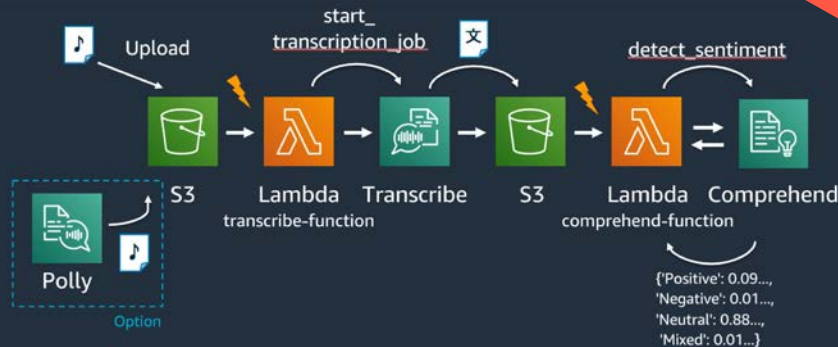 Upload
start_
transcription_job
文
detect_sentiment
S3
Lambda
Transcribe
S3
Lambda
Comprehend
transcribe-function
comprehend-function
Polly
Option
{'Positive': 0.09...,
'Negative': 0.01...,
'Neutral': 0.88...,
'Mixed': 0.01...}